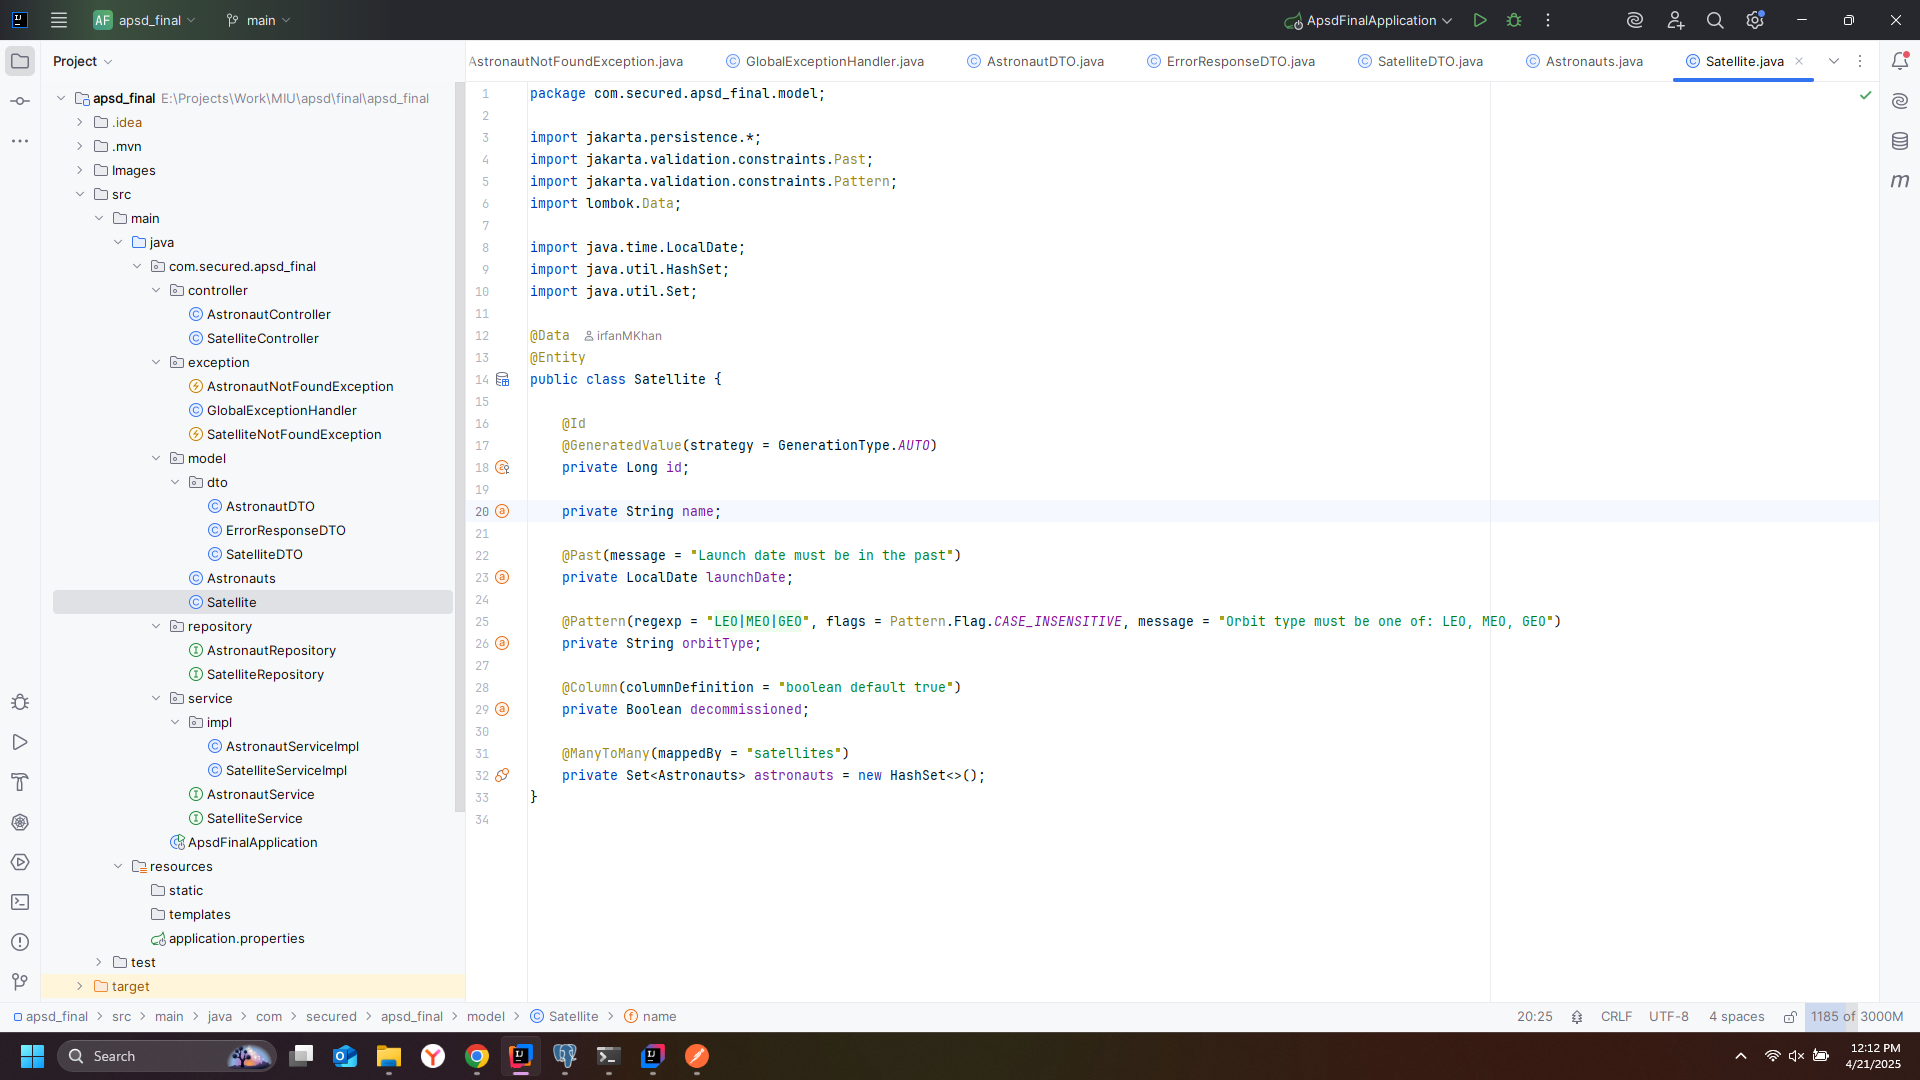 AF apsd_final main ApsdFinalApplication
Project
AstronautNotFoundException.java GlobalExceptionHandler.java AstronautDTO.java ErrorResponseDTO.java SatelliteDTO.java Astronauts.java Satellite.java
apsd_final E:\Projects\Work\MIU\apsd\final\apsd_final
.idea
.mvn
Images
src
main
java
com.secured.apsd_final
controller
AstronautController
SatelliteController
exception
AstronautNotFoundException
GlobalExceptionHandler
SatelliteNotFoundException
model
dto
AstronautDTO
ErrorResponseDTO
SatelliteDTO
Astronauts
Satellite
repository
AstronautRepository
SatelliteRepository
service
impl
AstronautServiceImpl
SatelliteServiceImpl
AstronautService
SatelliteService
ApsdFinalApplication
resources
static
templates
application.properties
test
target
1 package com.secured.apsd_final.model;
2
3 import jakarta.persistence.*;
4 import jakarta.validation.constraints.Past;
5 import jakarta.validation.constraints.Pattern;
6 import lombok.Data;
7
8 import java.time.LocalDate;
9 import java.util.HashSet;
10 import java.util.Set;
11
12 @Data irfanMKhan
13 @Entity
14 public class Satellite {
15
16 @Id
17 @GeneratedValue(strategy = GenerationType.AUTO)
18 private Long id;
19
20 private String name;
21
22 @Past(message = "Launch date must be in the past")
23 private LocalDate launchDate;
24
25 @Pattern(regexp = "LEO|MEO|GEO", flags = Pattern.Flag.CASE_INSENSITIVE, message = "Orbit type must be one of: LEO, MEO, GEO")
26 private String orbitType;
27
28 @Column(columnDefinition = "boolean default true")
29 private Boolean decommissioned;
30
31 @ManyToMany(mappedBy = "satellites")
32 private Set<Astronauts> astronauts = new HashSet<>();
33 }
34
apsd_final > src > main > java > com > secured > apsd_final > model > Satellite > name 20:25 CRLF UTF-8 4 spaces 1185 of 3000M
Search
12:12 PM
4/21/2025